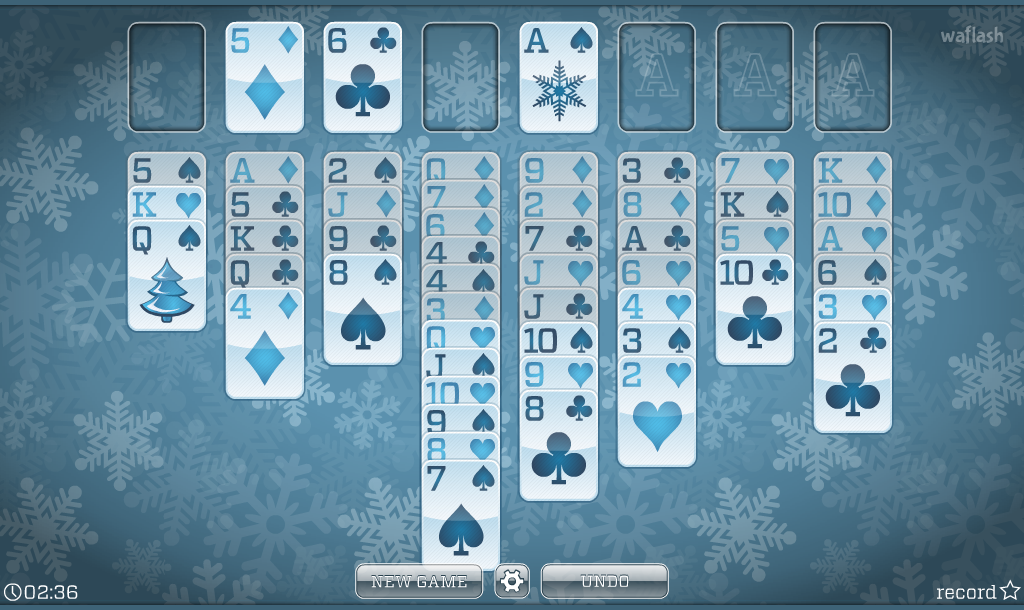 5 6 A A A A
waflash
5 A 2 Q 9 3 7 K
K 5 J 7 2 8 K 10
Q K 9 6 7 A 5 A
Q 8 4 J 6 10 6
4 4 J 4 3
3 10 3 2
Q 9 2
J 8
10
9
8
7
NEW GAME UNDO
02:36
record